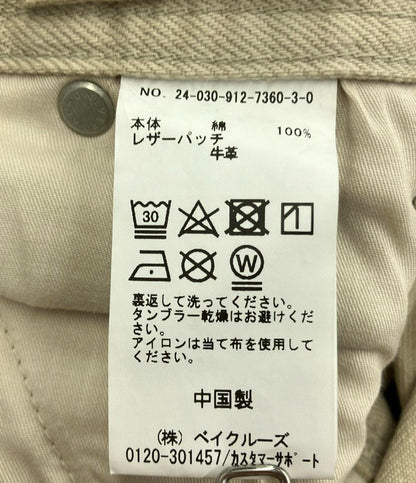 NO. 24-030-912-7360-3-0
本体 綿 100%
レザーパッチ
牛革
30
W
裏返して洗ってください。
タンブラー乾燥はお避けくださ
い。
アイロンは当て布を使用して
ください。
中国製
(株) ベイクルーズ
0120-301457/カスタマーサポート